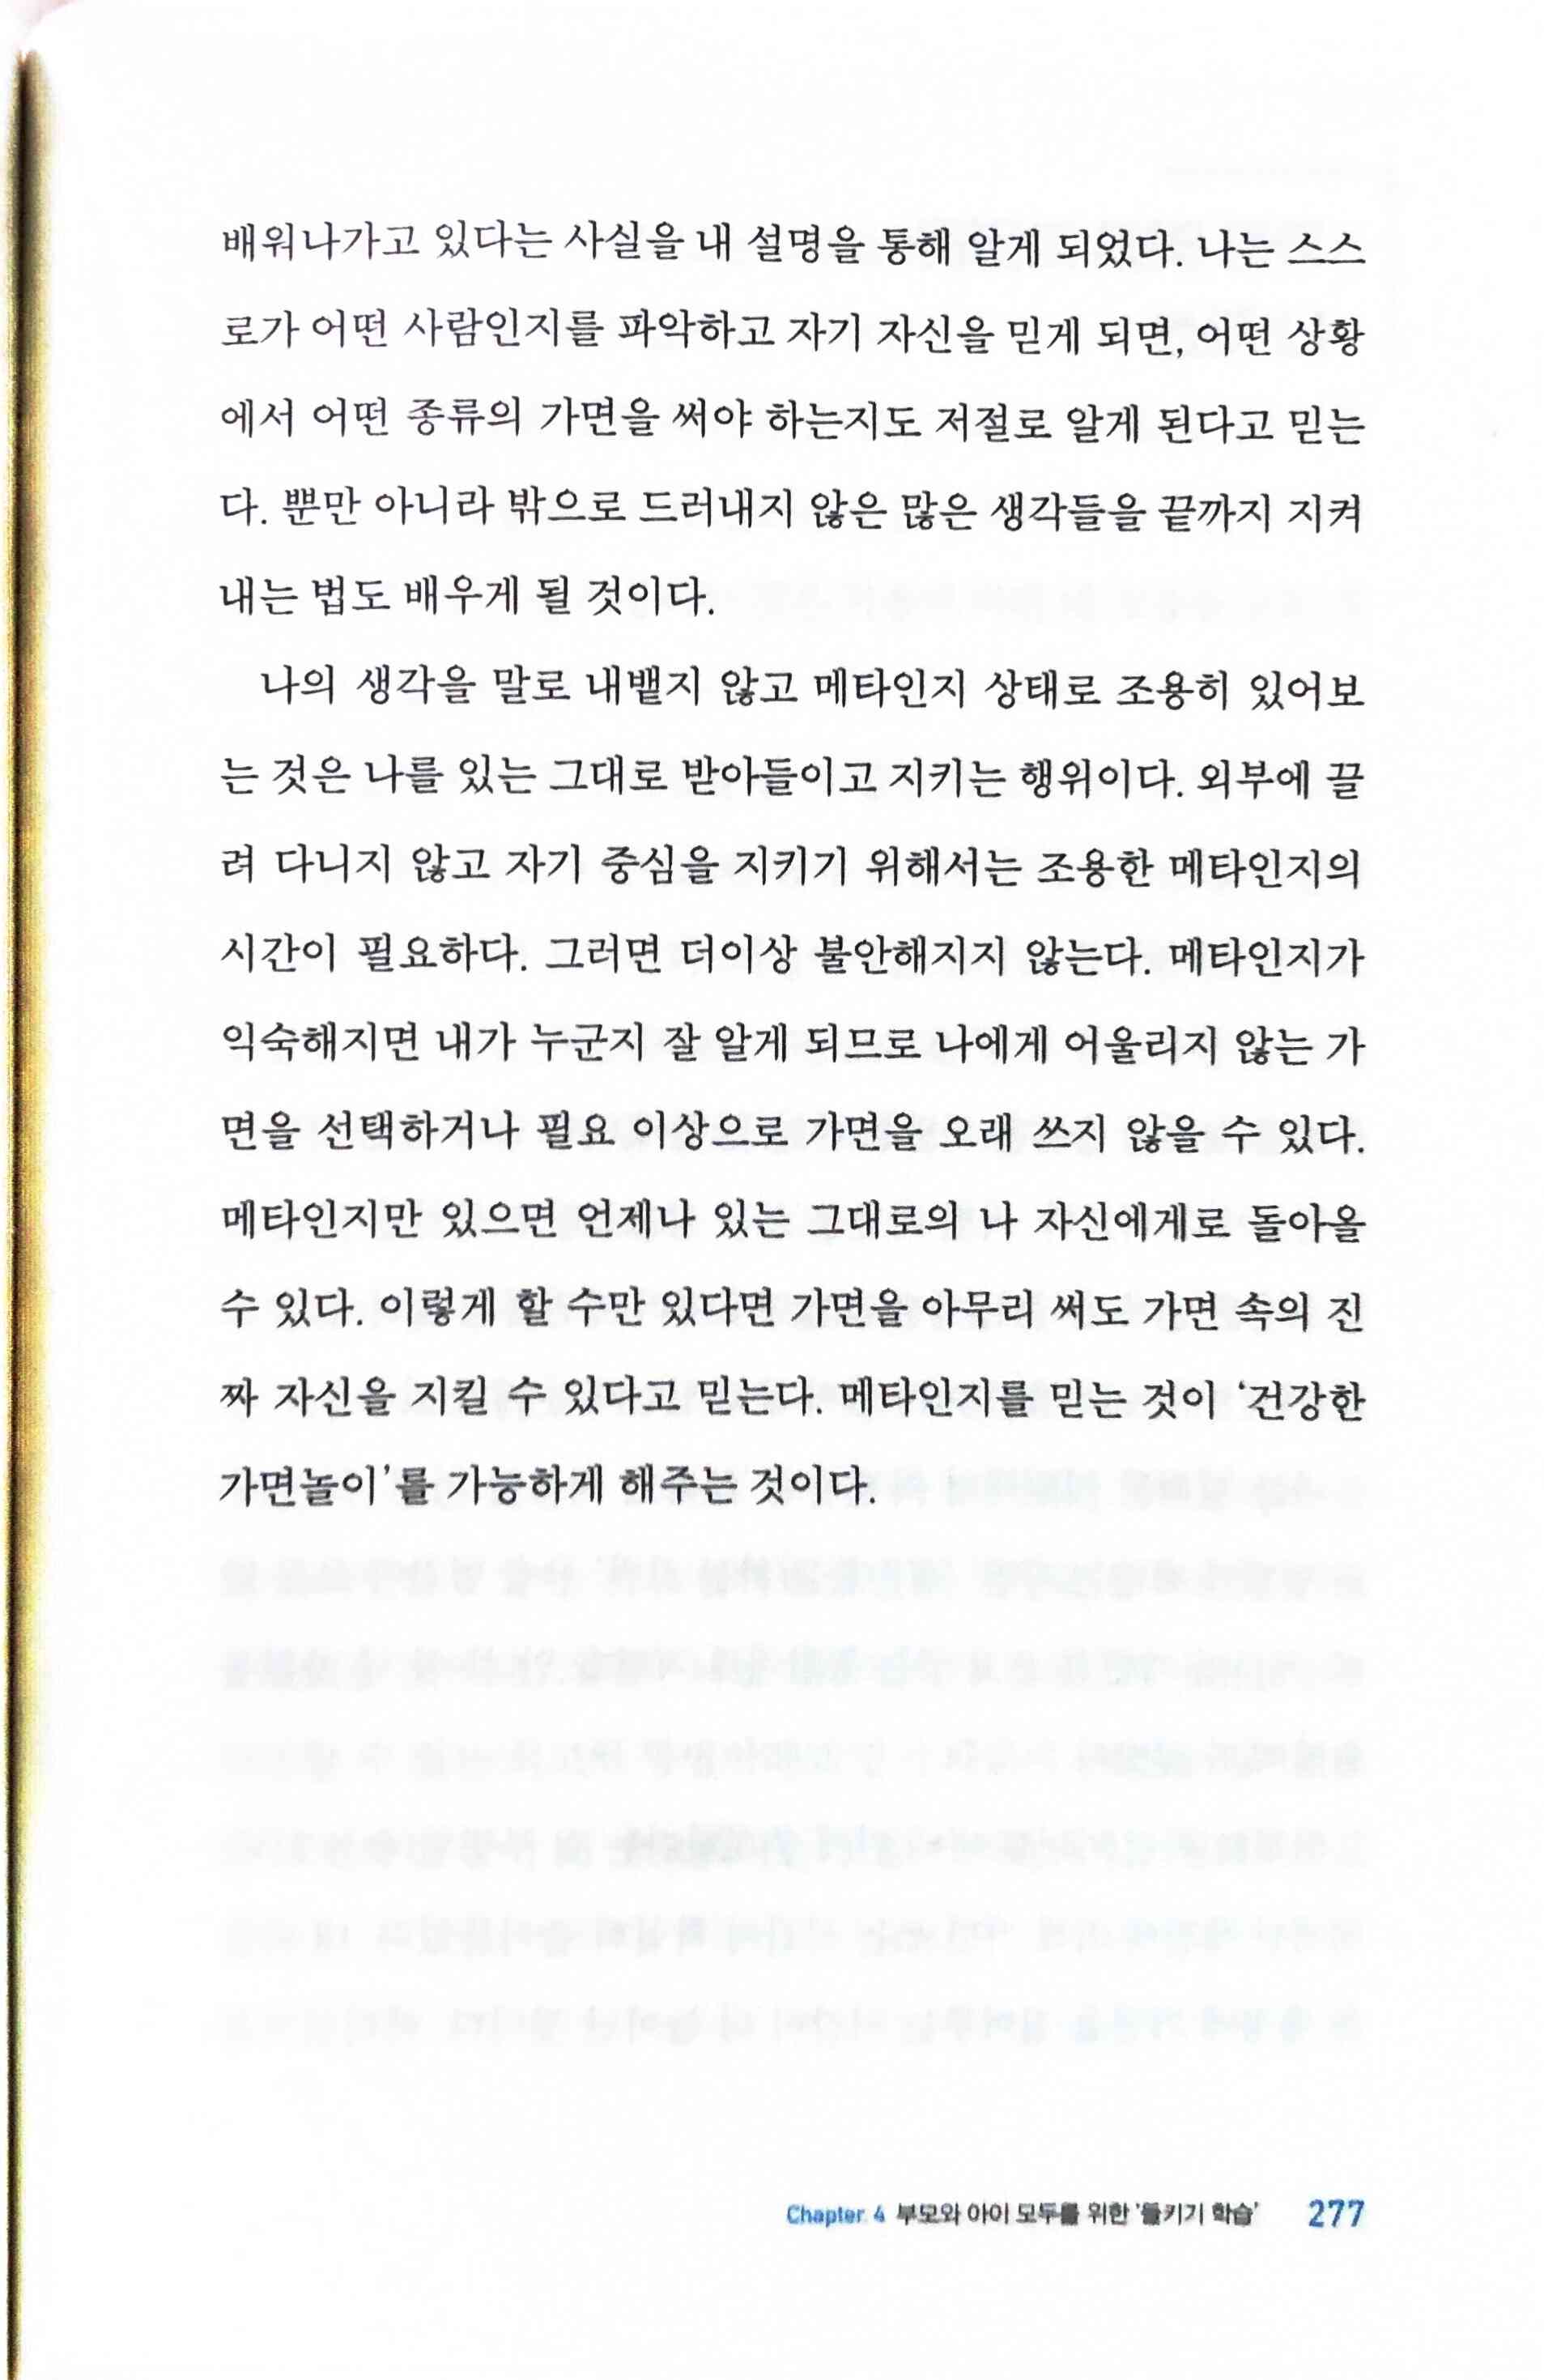 배워나가고 있다는 사실을 내 설명을 통해 알게 되었다. 나는 스스
로가 어떤 사람인지를 파악하고 자기 자신을 믿게 되면, 어떤 상황
에서 어떤 종류의 가면을 써야 하는지도 저절로 알게 된다고 믿는
다. 뿐만 아니라 밖으로 드러내지 않은 많은 생각들을 끝까지 지켜
내는 법도 배우게 될 것이다.
나의 생각을 말로 내뱉지 않고 메타인지 상태로 조용히 있어보
는 것은 나를 있는 그대로 받아들이고 지키는 행위이다. 외부에 끌
려 다니지 않고 자기 중심을 지키기 위해서는 조용한 메타인지의
시간이 필요하다. 그러면 더이상 불안해지지 않는다. 메타인지가
익숙해지면 내가 누군지 잘 알게 되므로 나에게 어울리지 않는 가
면을 선택하거나 필요 이상으로 가면을 오래 쓰지 않을 수 있다.
메타인지만 있으면 언제나 있는 그대로의 나 자신에게로 돌아올
수 있다. 이렇게 할 수만 있다면 가면을 아무리 써도 가면 속의 진
짜 자신을 지킬 수 있다고 믿는다. 메타인지를 믿는 것이 ‘건강한
가면놀이’를 가능하게 해주는 것이다.
Chapter 4 부모와 아이 모두를 위한 '들키기 학습' 277